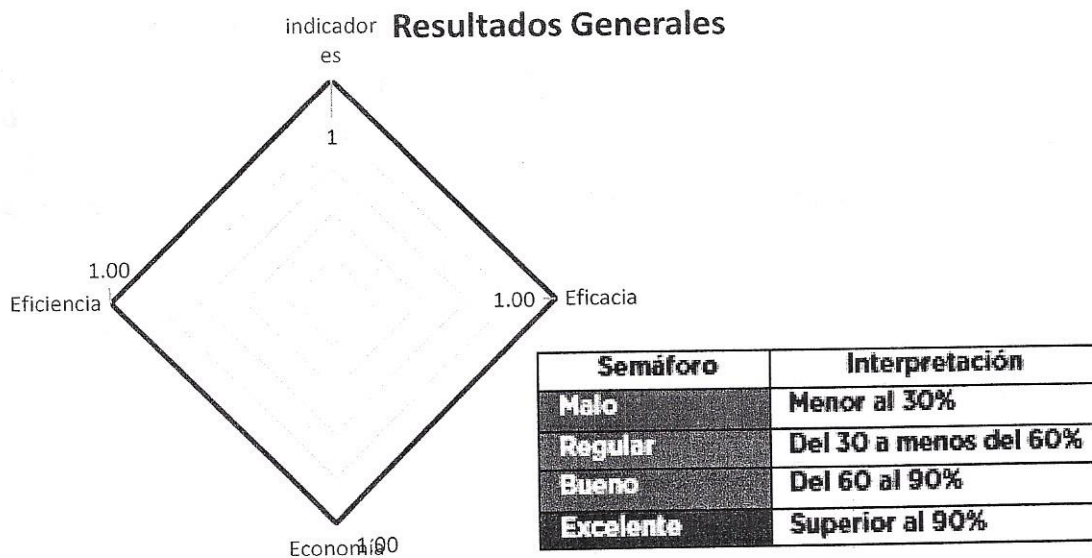 Resultados Generales
indicador
es
1
1.00
Eficiencia
1.00
Eficacia
Economía
1.00
Semáforo Interpretación
Malo Menor al 30%
Regular Del 30 a menos del 60%
Bueno Del 60 al 90%
Excelente Superior al 90%